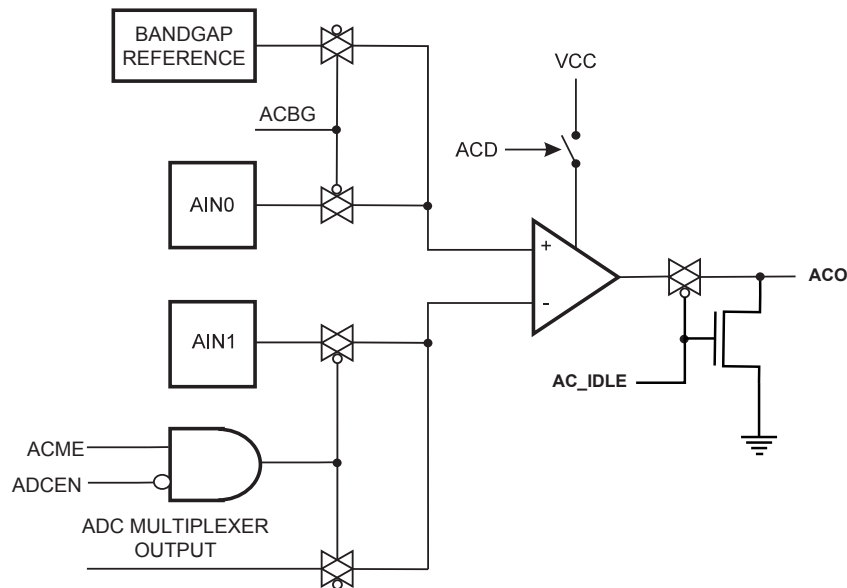 BANDGAP
REFERENCE
VCC
ACBG
ACD
AIN0
+
-
ACO
AIN1
AC_IDLE
ACME
ADCEN
ADC MULTIPLEXER
OUTPUT